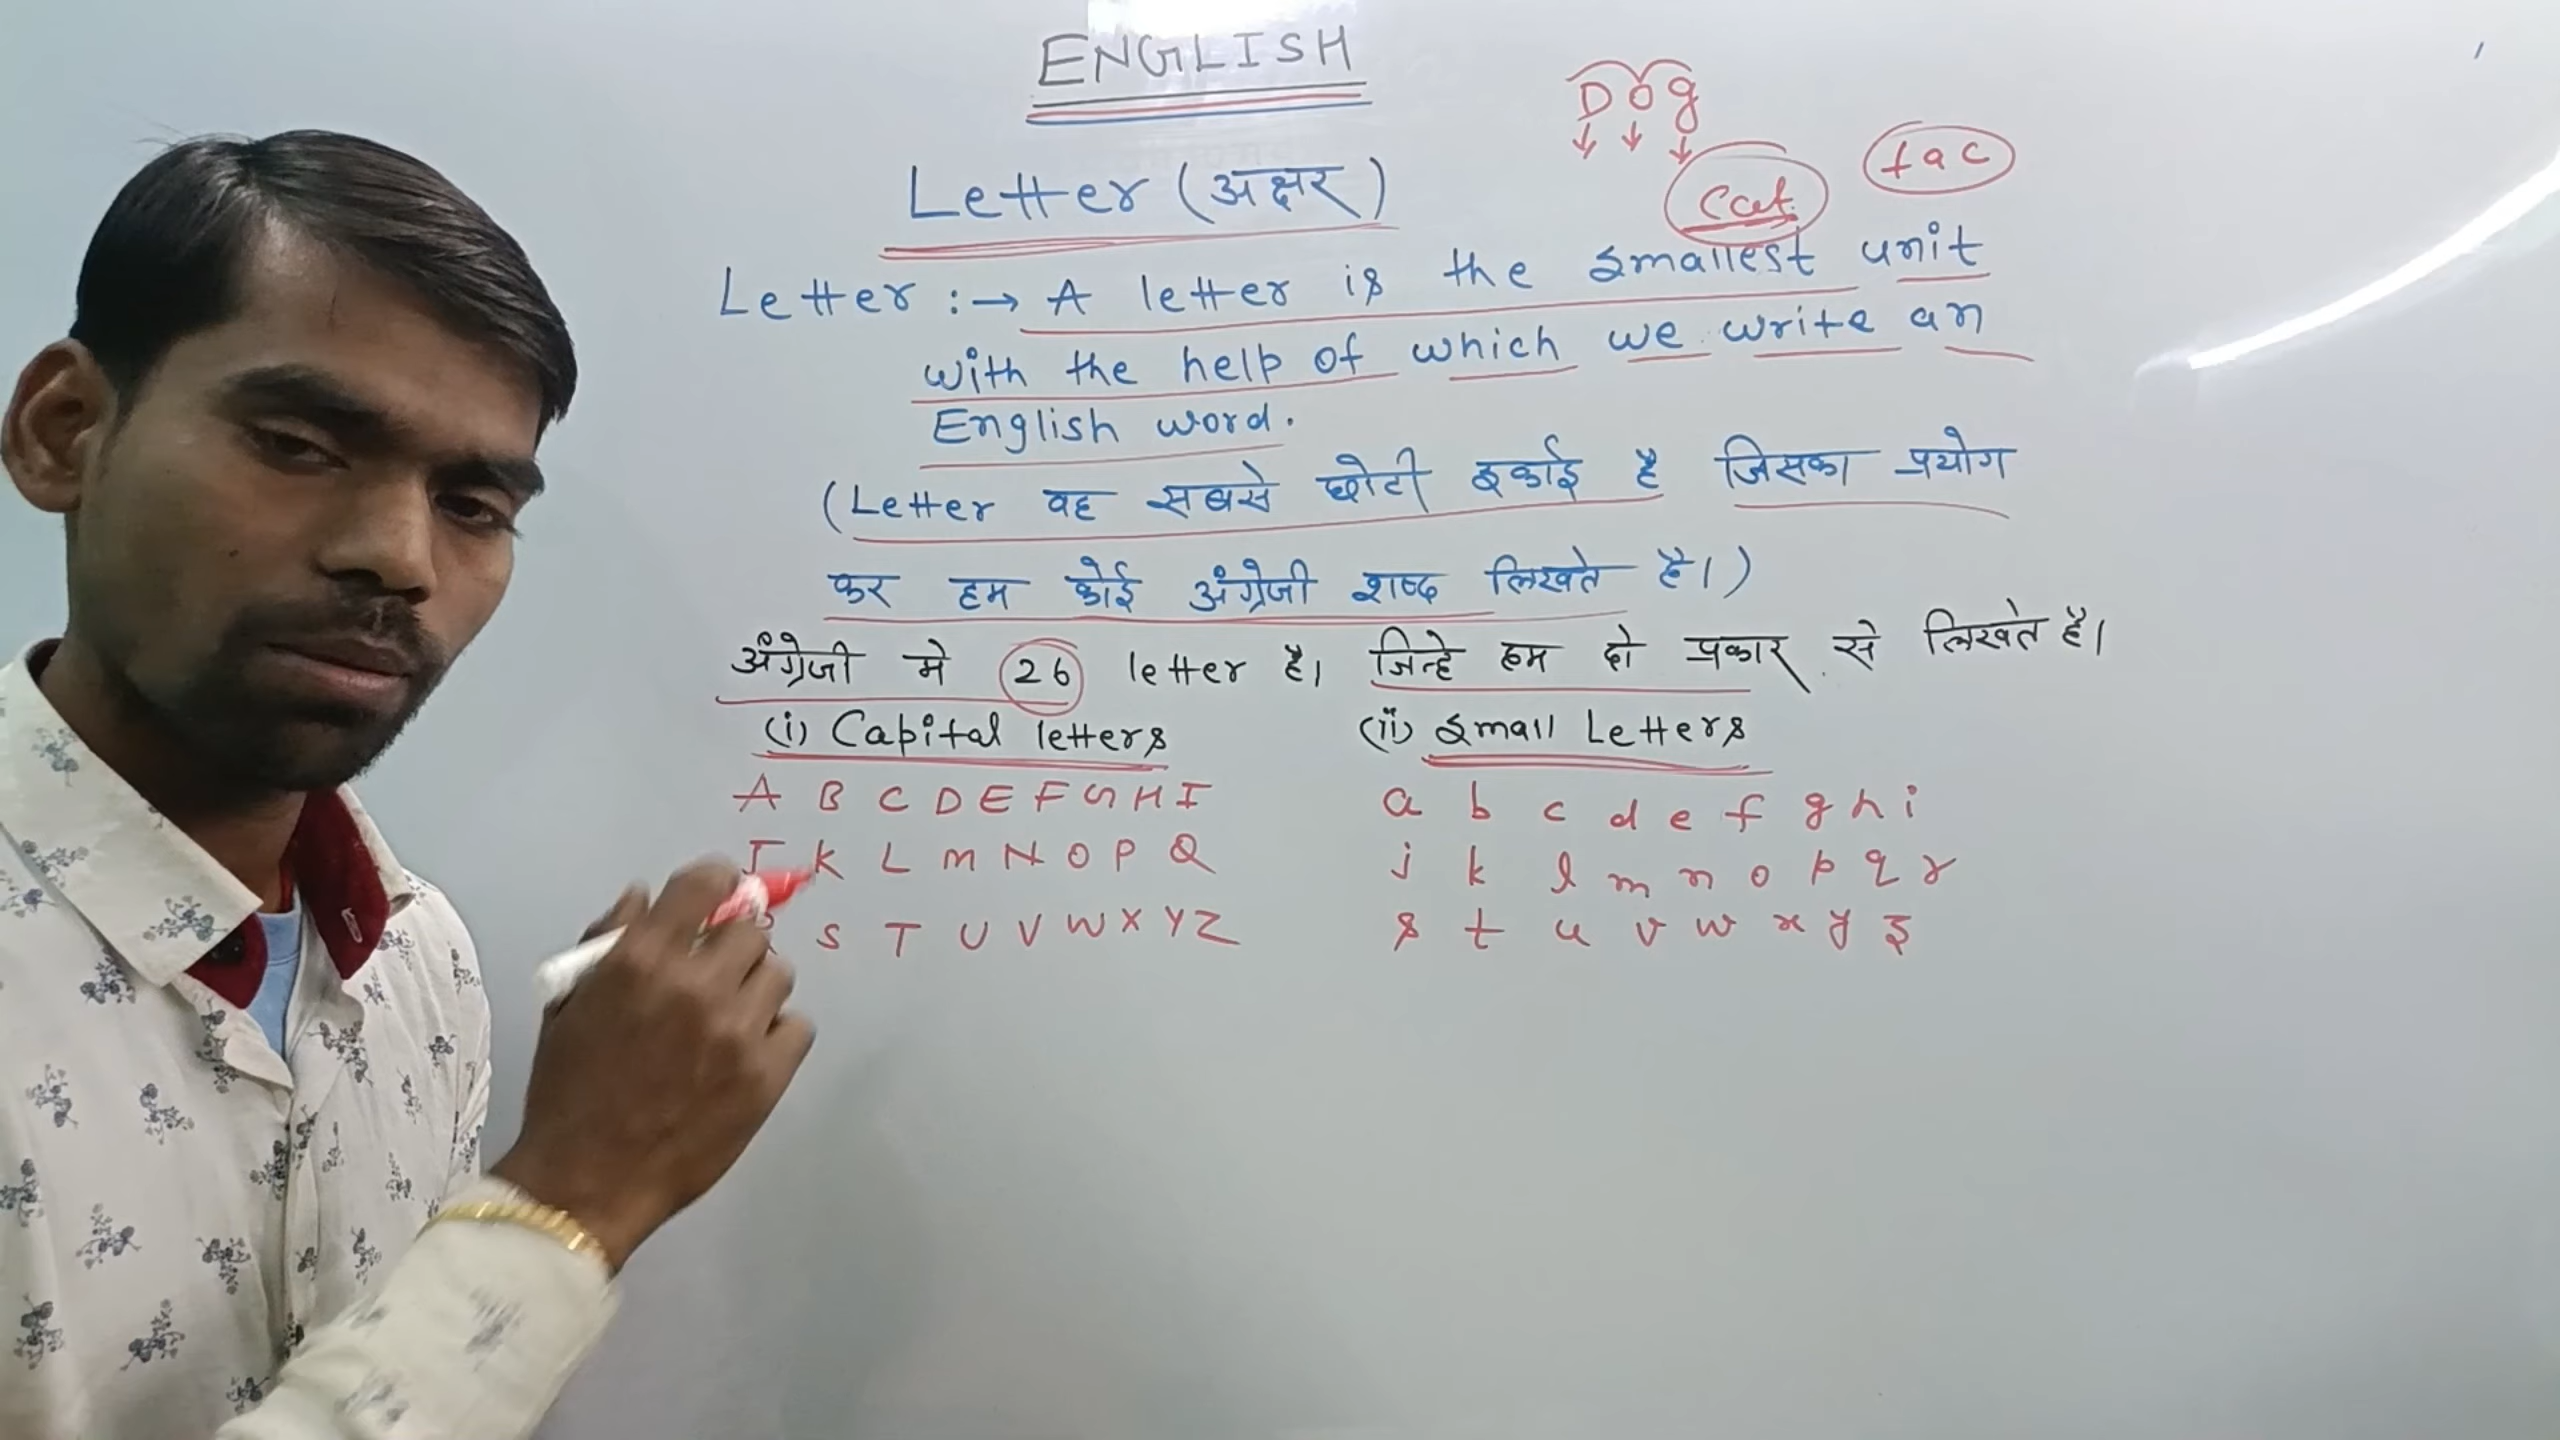 ENGLISH
Dog
Cat.
tac
Letter (अक्षर)
Letter :→ A letter is the smallest unit
with the help of which we write an
English word.
(Letter वह सबसे छोटी इकाई है जिसका प्रयोग
कर हम कोई अंग्रेजी शब्द लिखते है।)
अंग्रेजी मे 26 letter है। जिन्हे हम दो प्रकार से लिखते है।
(i) Capital letters (ii) Small Letters
A B C D E F G H I a b c d e f g h i
J K L M N O P Q j k l m n o p q r
R S T U V W X Y Z s t u v w x y z